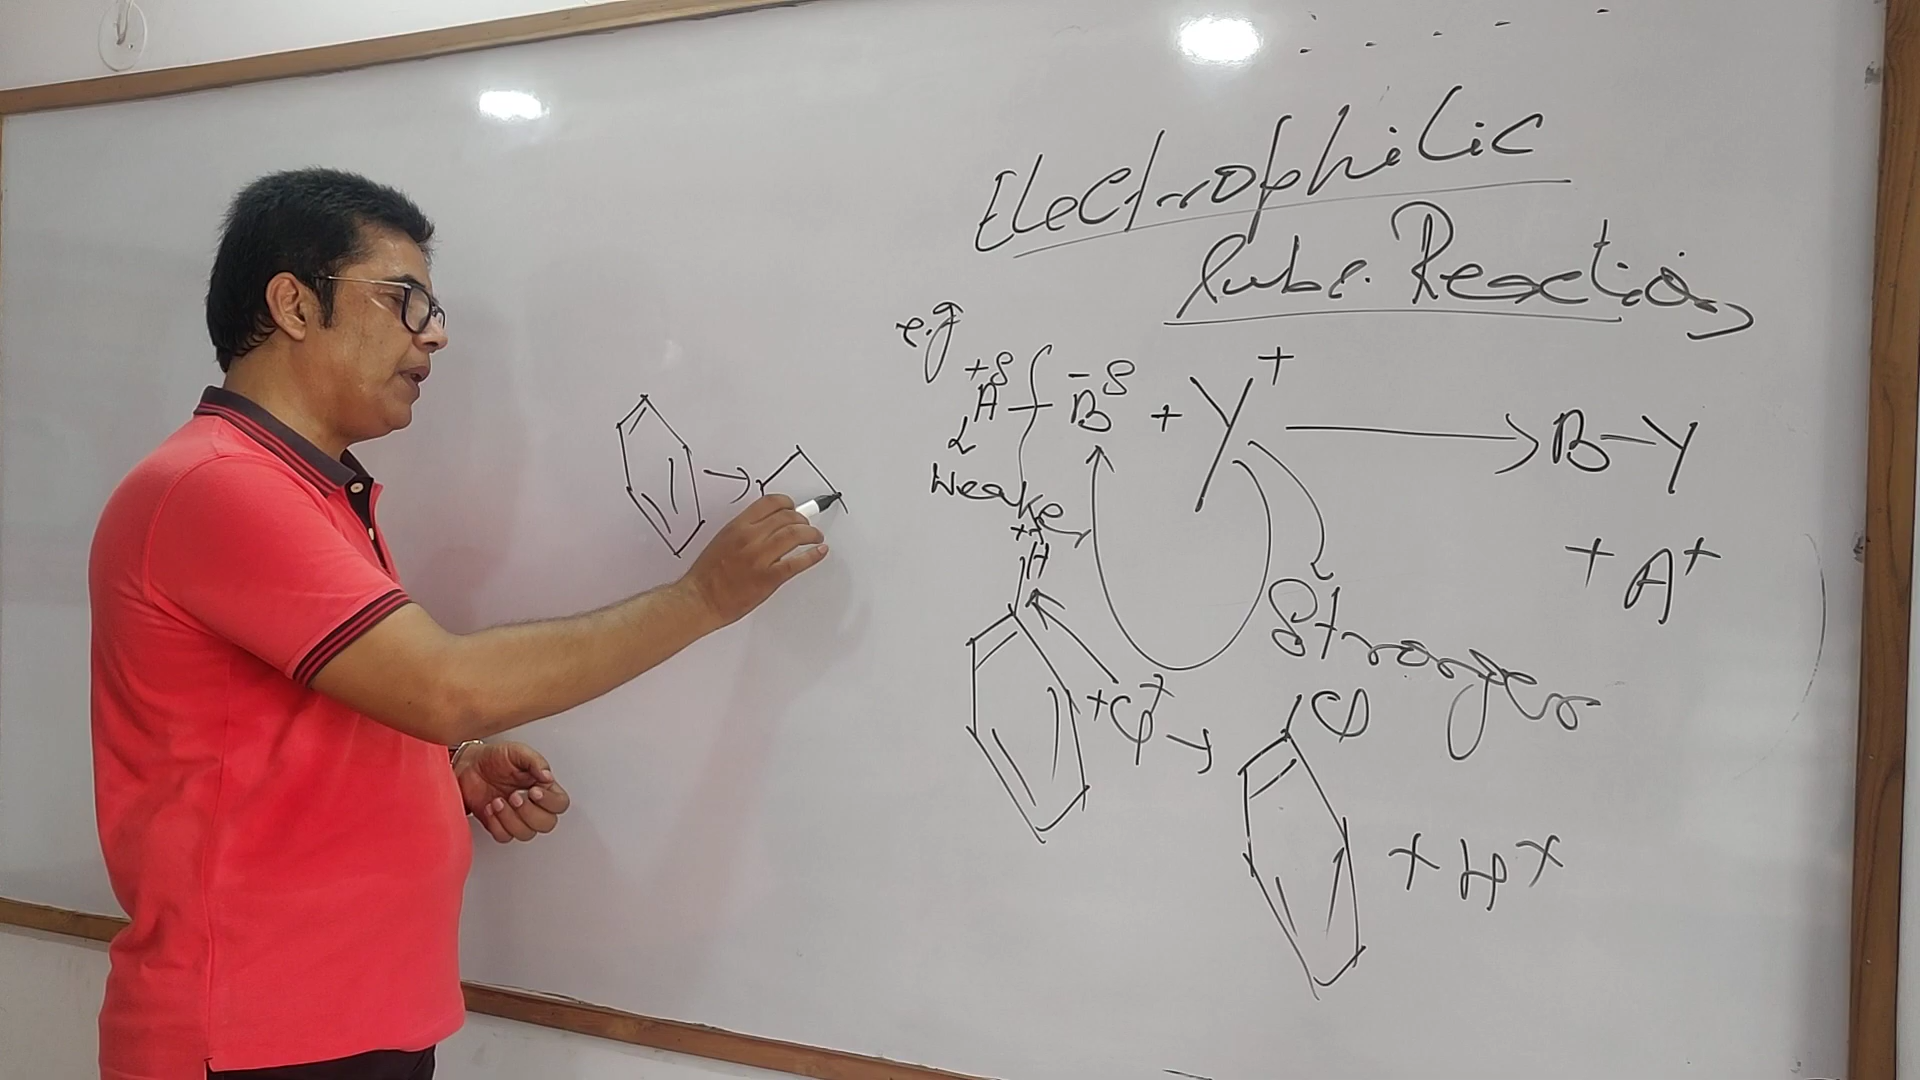 Electrophilic
Subs. Reaction
e.g
+δ -δ
A - B + Y+ → B-Y
+ A+
Weaker
Stronger
H
+ Cl+ → Cl
+ H+